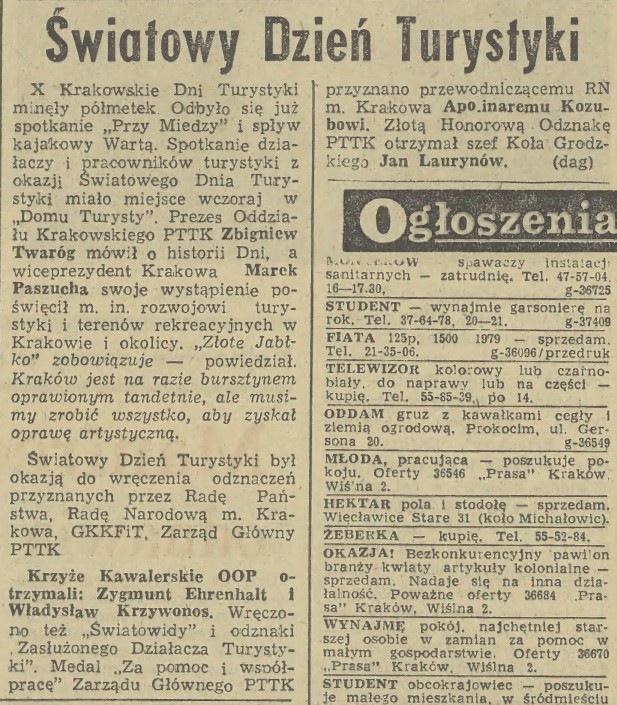 Światowy Dzień Turystyki
X Krakowskie Dni Turystyki
minęły półmetek. Odbyło się już
spotkanie „Przy Miedzy” i spływ
kajakowy Wartą. Spotkanie dzia-
łaczy i pracowników turystyki z
okazji Światowego Dnia Tury-
styki miało miejsce wczoraj w
„Domu Turysty”. Prezes Oddzia-
łu Krakowskiego PTTK Zbigniew
Twaróg mówił o historii Dni, a
wiceprezydent Krakowa Marek
Paszucha swoje wystąpienie po-
święcił m. in. rozwojowi tury-
styki i terenów rekreacyjnych w
Krakowie i okolicy. „Złote Jabł-
ko” zobowiązuje — powiedział.
Kraków jest na razie bursztynem
oprawionym tandetnie, ale musi-
my zrobić wszystko, aby zyskał
oprawę artystyczną.
Światowy Dzień Turystyki był
okazją do wręczenia odznaczeń
przyznanych przez Radę Pań-
stwa, Radę Narodową m. Kra-
kowa, GKKFiT, Zarząd Główny
PTTK
Krzyże Kawalerskie OOP o-
trzymali: Zygmunt Ehrenhalt i
Władysław Krzywonos. Wręczo-
no też „Światowidy” i odznaki
„Zasłużonego Działacza Turysty-
ki”. Medal „Za pomoc i współ-
pracę” Zarządu Głównego PTTK
przyznano przewodniczącemu RN
m. Krakowa Apo.inaremu Kozu-
bowi. Złotą Honorową Odznakę
PTTK otrzymał szef Koła Grodz-
kiego Jan Laurynów. (dag)
Ogłoszenia
spawaczy instalacji
sanitarnych — zatrudnię. Tel. 47-57-04,
16—17.30. g-36725
STUDENT — wynajmie garsonierę na
rok. Tel. 37-64-78, 20—21. g-37409
FIATA 125p, 1500 1979 — sprzedam.
Tel. 21-35-06. g-36096/przedruk
TELEWIZOR kolorowy lub czarno-
biały, do naprawy lub na części —
kupię. Tel. 55-85-39, po 14.
ODDAM gruz z kawałkami cegły i
ziemią ogrodową. Prokocim, ul. Ger-
sona 20. g-36549
MŁODA, pracująca — poszukuje po-
koju. Oferty 36546 „Prasa” Kraków,
Wiś'na 2.
HEKTAR pola i stodołę — sprzedam.
Więcławice Stare 31 (koło Michałowic).
ŻEBERKA — kupię. Tel. 55-52-84.
OKAZJA! Bezkonkurencyjny pawilon
branży kwiaty artykuły kolonialne —
sprzedam. Nadaje się na inna dzia-
łalność. Poważne oferty 36684 „Pra-
sa” Kraków, Wiślna 2.
WYNAJMĘ pokój, najchętniej star-
szej osobie w zamian za pomoc w
małym gospodarstwie. Oferty 36670
„Prasa” Kraków, Wiślna 2.
STUDENT obcokrajowiec — poszuku-
je małego mieszkania, w śródmieściu